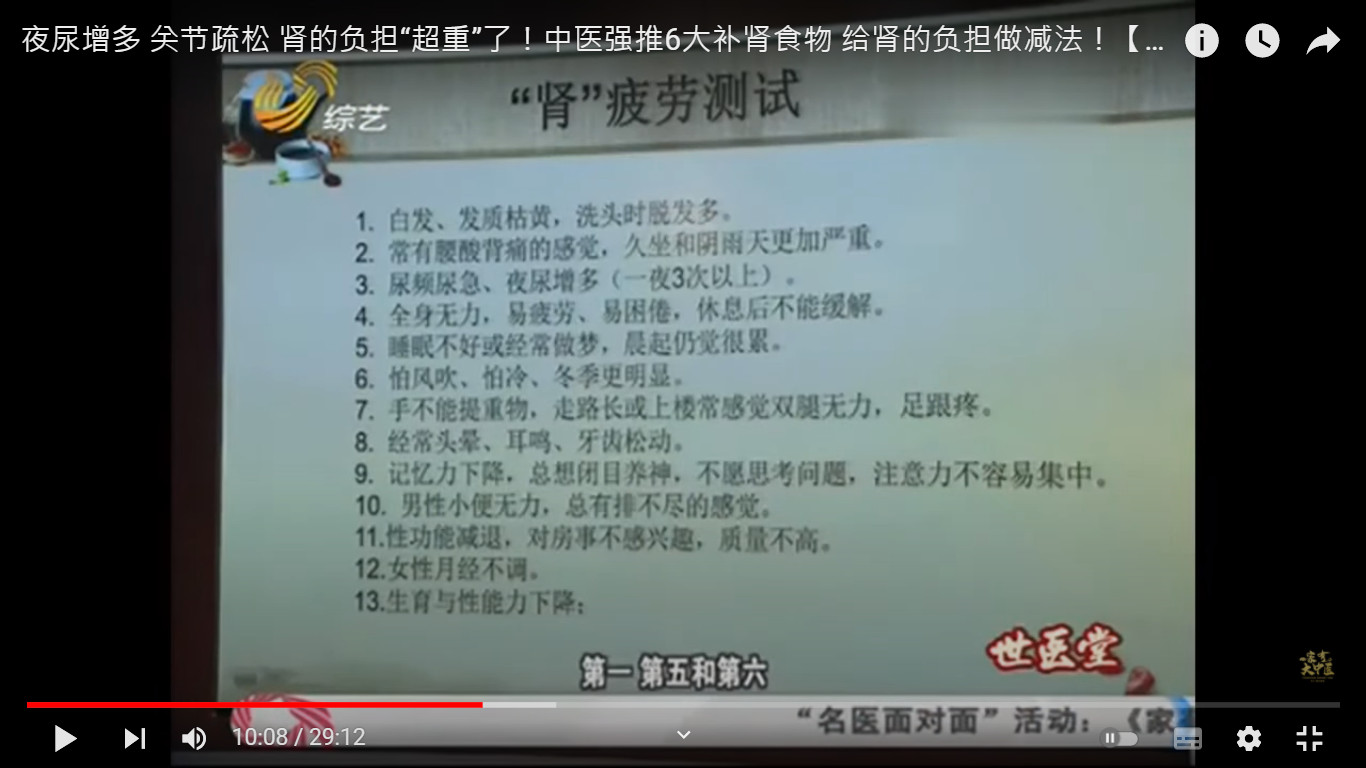 夜尿增多 关节疏松 肾的负担“超重”了！中医强推6大补肾食物 给肾的负担做减法！【...
综艺
“肾”疲劳测试
1. 白发、发质枯黄，洗头时脱发多。
2. 常有腰酸背痛的感觉，久坐和阴雨天更加严重。
3. 尿频尿急、夜尿增多（一夜3次以上）。
4. 全身无力，易疲劳、易困倦，休息后不能缓解。
5. 睡眠不好或经常做梦，晨起仍觉很累。
6. 怕风吹、怕冷、冬季更明显。
7. 手不能提重物，走路长或上楼常感觉双腿无力，足跟疼。
8. 经常头晕、耳鸣、牙齿松动。
9. 记忆力下降，总想闭目养神，不愿思考问题，注意力不容易集中。
10. 男性小便无力，总有排不尽的感觉。
11.性功能减退，对房事不感兴趣，质量不高。
12.女性月经不调。
13.生育与性能力下降；
世医堂
第一 第五和第六
“名医面对面”活动：《家
10:08 / 29:12